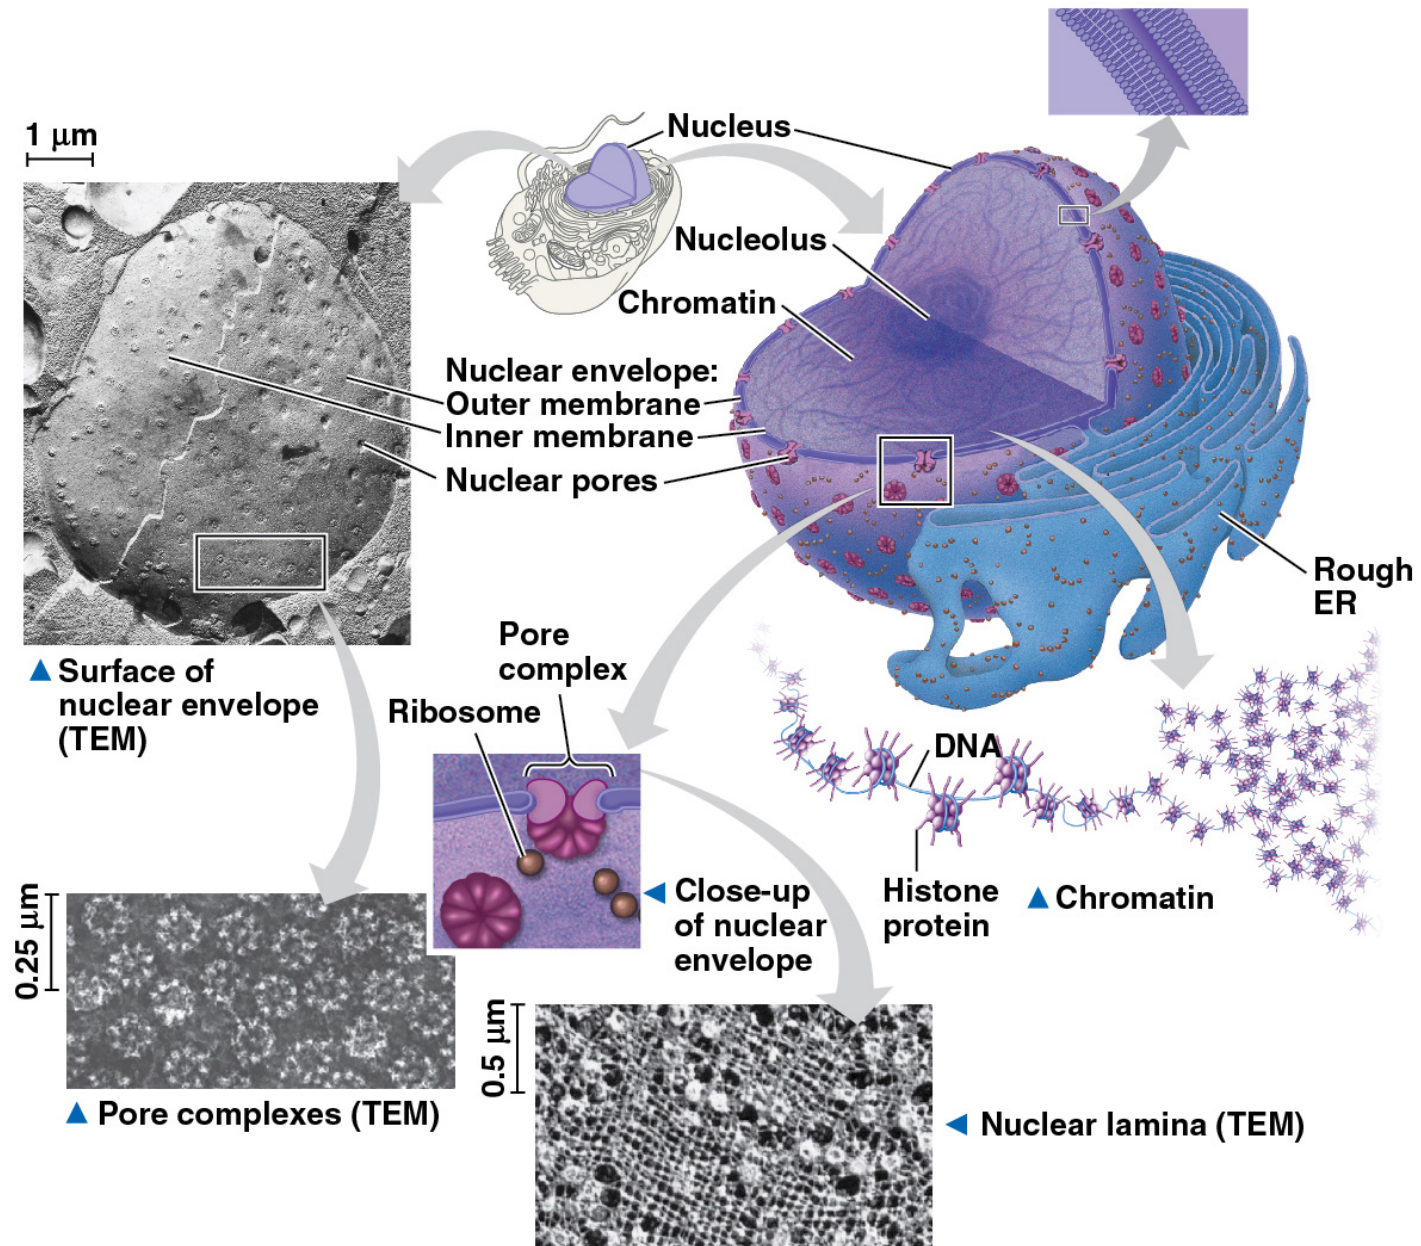 1 μm
Nucleus
Nucleolus
Chromatin
Nuclear envelope:
Outer membrane
Inner membrane
Nuclear pores
Rough
ER
Surface of
nuclear envelope
(TEM)
Pore
complex
Ribosome
DNA
Close-up
of nuclear
envelope
Histone
protein
Chromatin
0.25 μm
Pore complexes (TEM)
0.5 μm
Nuclear lamina (TEM)